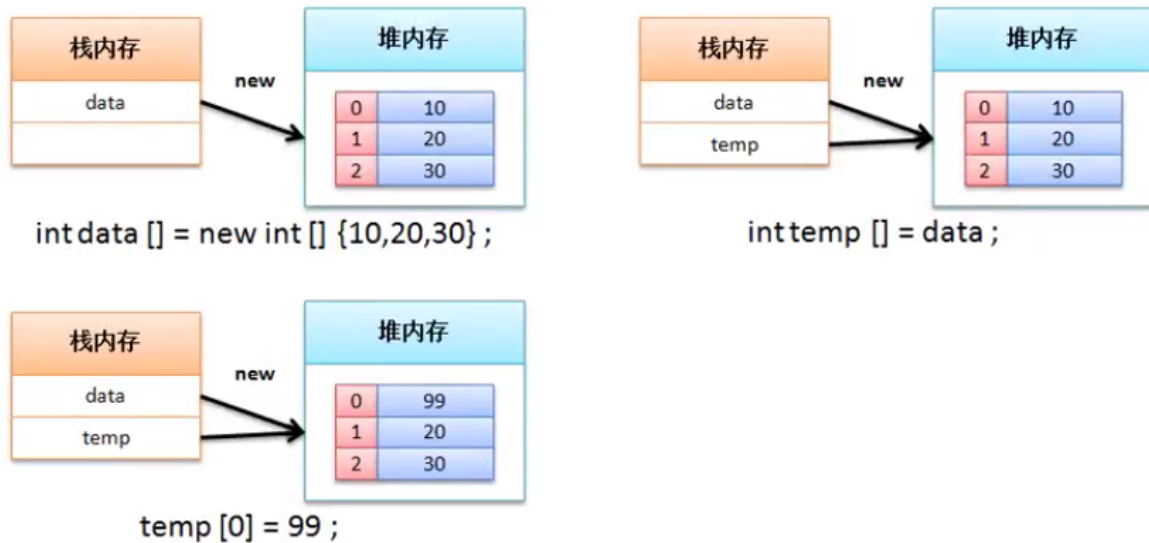 栈内存
data
new
堆内存
0 10
1 20
2 30
int data [] = new int [] {10,20,30} ;
栈内存
data
temp
new
堆内存
0 10
1 20
2 30
int temp [] = data ;
栈内存
data
temp
new
堆内存
0 99
1 20
2 30
temp [0] = 99 ;